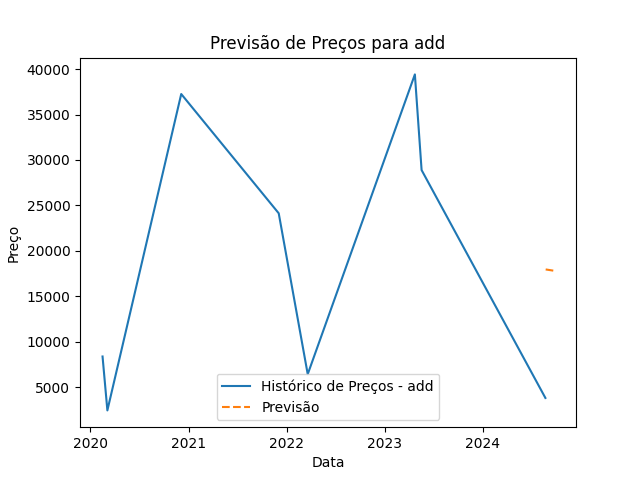 Previsão de Preços para add
40000
35000
30000
25000
20000
15000
10000
5000
Preço
Histórico de Preços - add
Previsão
2020 2021 2022 2023 2024
Data